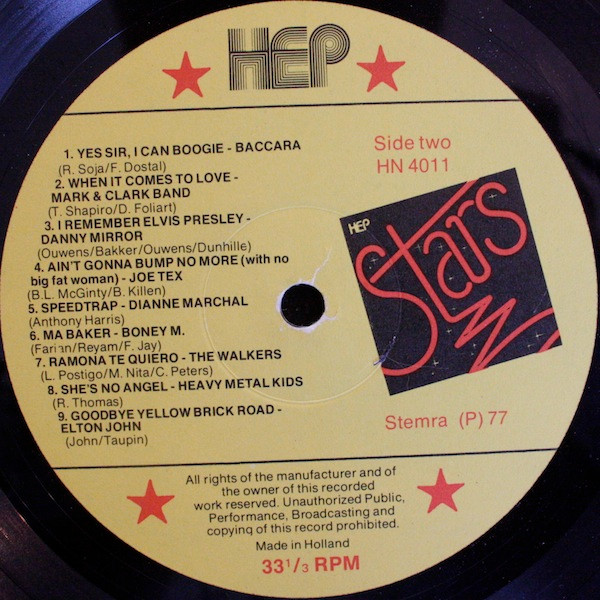 HEP
1. YES SIR, I CAN BOOGIE - BACCARA
(R. Soja/F. Dostal)
2. WHEN IT COMES TO LOVE -
MARK & CLARK BAND
(T. Shapiro/D. Foliart)
3. I REMEMBER ELVIS PRESLEY -
DANNY MIRROR
(Ouwens/Bakker/Ouwens/Dunhille)
4. AIN'T GONNA BUMP NO MORE (with no
big fat woman) - JOE TEX
(B.L. McGinty/B. Killen)
5. SPEEDTRAP - DIANNE MARCHAL
(Anthony Harris)
6. MA BAKER - BONEY M.
(Farian/Reyam/F. Jay)
7. RAMONA TE QUIERO - THE WALKERS
(L. Postigo/M. Nita/C. Peters)
8. SHE'S NO ANGEL - HEAVY METAL KIDS
(R. Thomas)
9. GOODBYE YELLOW BRICK ROAD -
ELTON JOHN
(John/Taupin)
Side two
HN 4011
HEP
Stars
Stemra (P) 77
All rights of the manufacturer and of
the owner of this recorded
work reserved. Unauthorized Public,
Performance, Broadcasting and
copying of this record prohibited.
Made in Holland
33 1/3 RPM